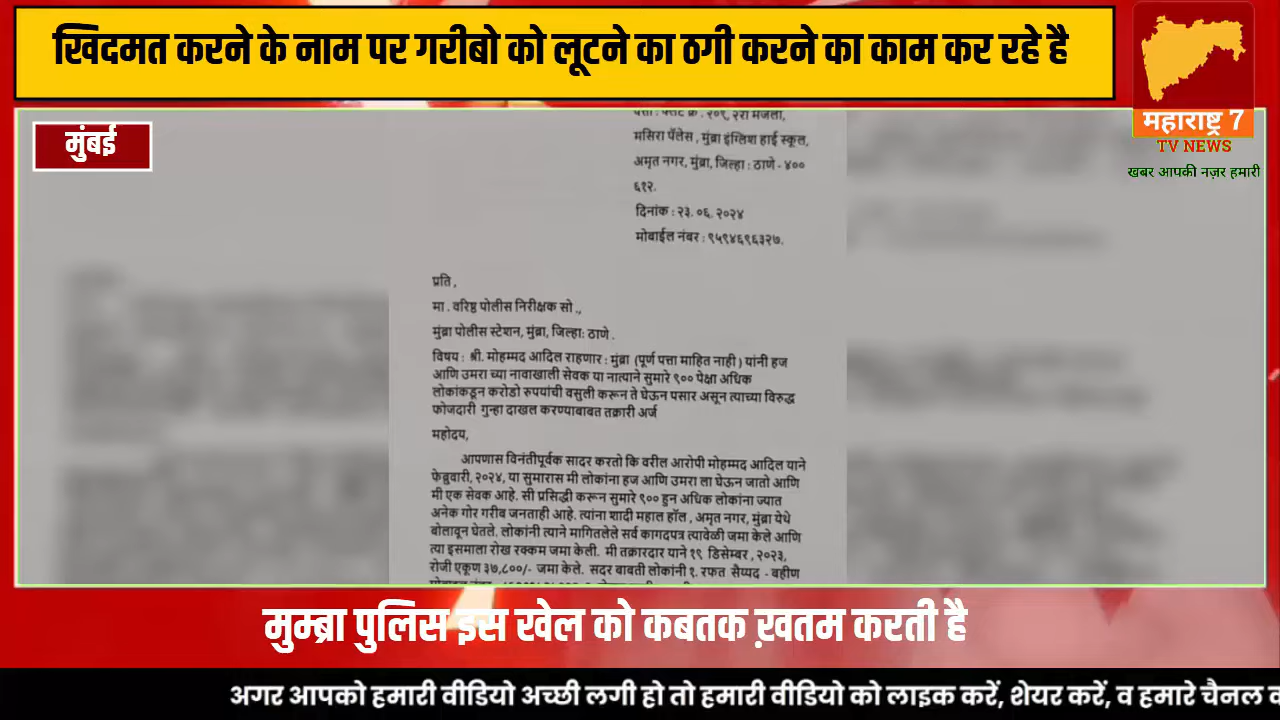 खिदमत करने के नाम पर गरीबो को लूटने का ठगी करने का काम कर रहे है
महाराष्ट्र 7
TV NEWS
खबर आपकी नज़र हमारी
मुंबई
मसिरा पॅलेस , मुंब्रा इंग्लिश हाई स्कूल,
अमृत नगर, मुंब्रा, जिल्हा : ठाणे - ४००
६१२.
दिनांक : २३. ०६. २०२४
मोबाईल नंबर : ९५९४६९६३२७.
प्रति ,
मा . वरिष्ठ पोलीस निरीक्षक सो .,
मुंब्रा पोलीस स्टेशन, मुंब्रा, जिल्हा: ठाणे .
विषय : श्री. मोहम्मद आदिल राहणार : मुंब्रा (पूर्ण पत्ता माहित नाही ) यांनी हज
आणि उमरा च्या नावाखाली सेवक या नात्याने सुमारे ९०० पेक्षा अधिक
लोकांकडून करोडो रुपयांची वसुली करून ते घेऊन पसार असून त्याच्या विरुद्ध
फोजदारी गुन्हा दाखल करण्याबाबत तक्रारी अर्ज
महोदय,
आपणास विनंतीपूर्वक सादर करतो कि वरील आरोपी मोहम्मद आदिल याने
फेब्रुवारी, २०२४, या सुमारास मी लोकांना हज आणि उमरा ला घेऊन जातो आणि
मी एक सेवक आहे. सी प्रसिद्धी करून सुमारे ९०० हुन अधिक लोकांना ज्यात
अनेक गोर गरीब जनताही आहे. त्यांना शादी महाल हॉल , अमृत नगर, मुंब्रा येथे
बोलावून घेतले. लोकांनी त्याने मागितलेले सर्व कागदपत्र त्यावेळी जमा केले आणि
त्या इसमाला रोख रक्कम जमा केली. मी तक्रारदार याने १९ डिसेम्बर , २०२३,
रोजी एकूण ३७,८००/- जमा केले. सदर बाबती लोकांनी १. रफत सैय्यद - बहीण
मुम्ब्रा पुलिस इस खेल को कबतक ख़तम करती है
अगर आपको हमारी वीडियो अच्छी लगी हो तो हमारी वीडियो को लाइक करें, शेयर करें, व हमारे चैनल